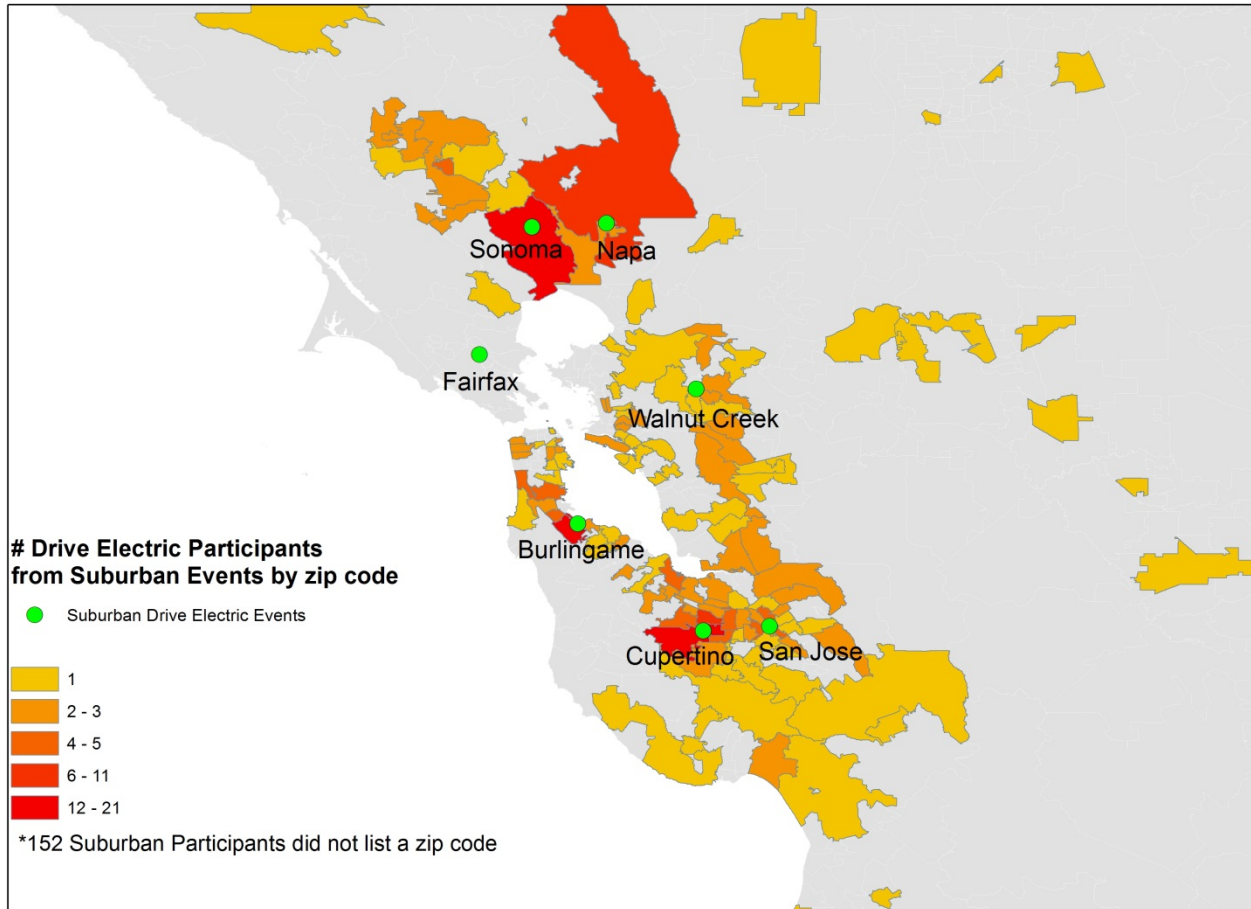 Sonoma
Napa
Fairfax
Walnut Creek
Burlingame
Cupertino
San Jose
# Drive Electric Participants
from Suburban Events by zip code
Suburban Drive Electric Events
1
2 - 3
4 - 5
6 - 11
12 - 21
*152 Suburban Participants did not list a zip code